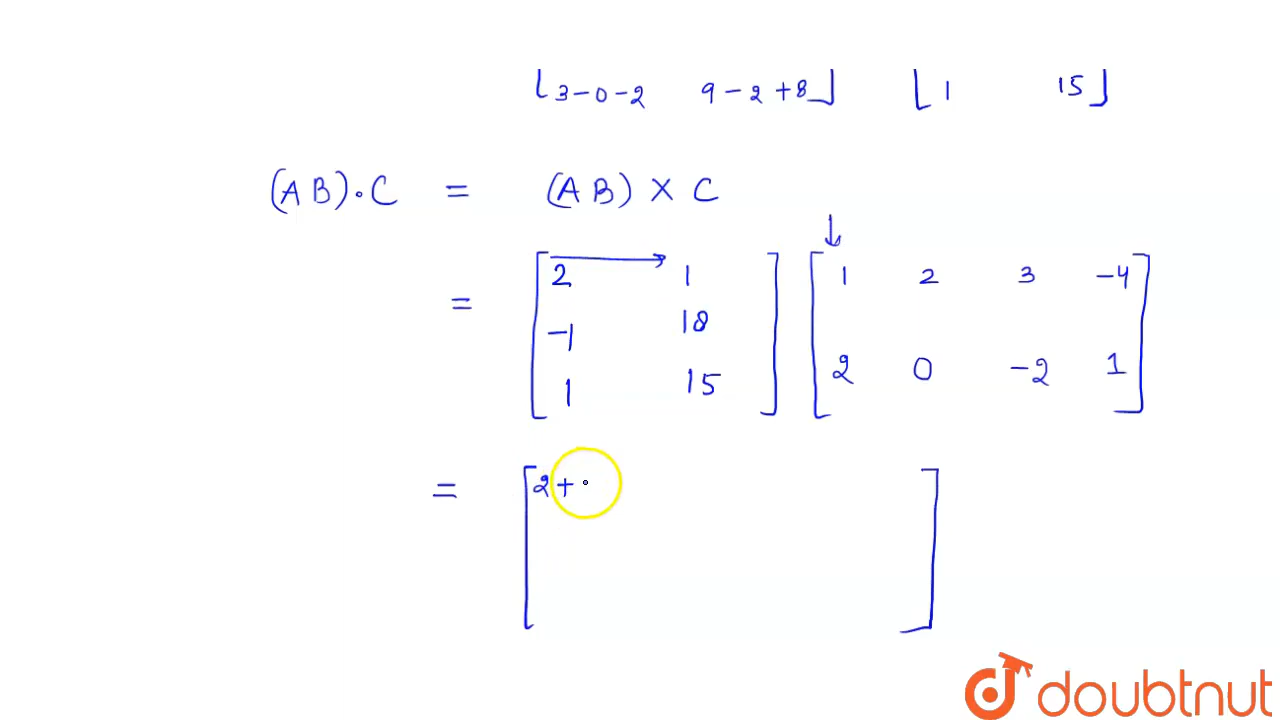 [3-0-2 9-2+8] [1 15]
(AB)·C = (AB) × C
= [2 1 ] [1 2 3 -4
-1 18
1 15] 2 0 -2 1]
= [2+ ]
doubtnut